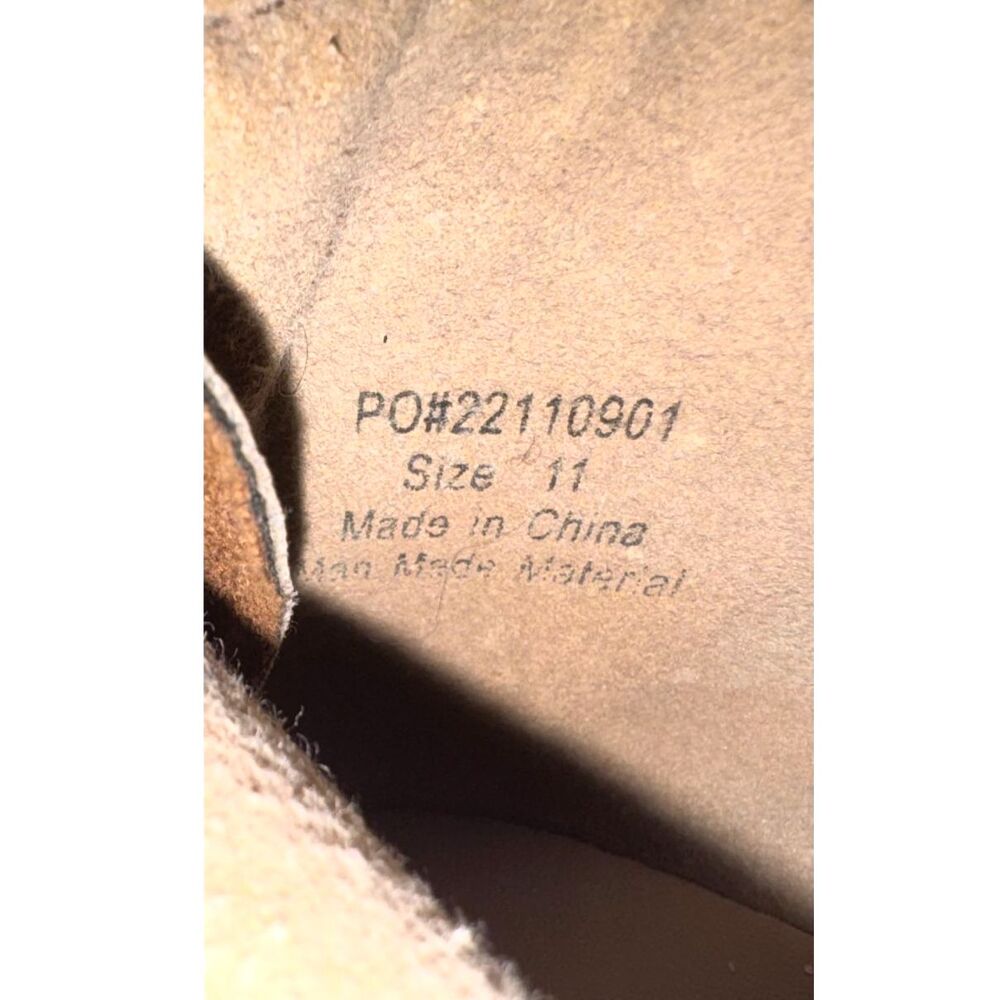 PO#22110901
Size 11
Made in China
Man Made Material